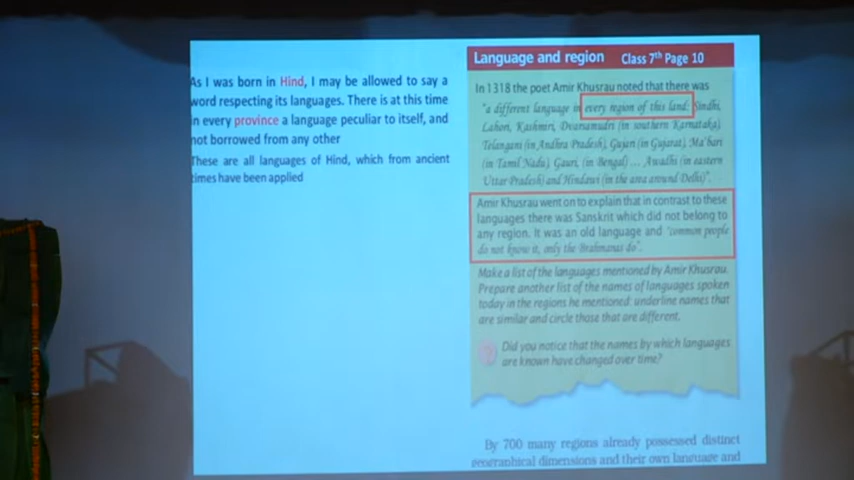 As I was born in Hind, I may be allowed to say a
word respecting its languages. There is at this time
in every province a language peculiar to itself, and
not borrowed from any other
These are all languages of Hind, which from ancient
times have been applied
Language and region Class 7th Page 10
In 1318 the poet Amir Khusrau noted that there was
"a different language in every region of this land: Sindhi,
Lahori, Kashmiri, Dvarsamudri (in southern Karnataka),
Telangani (in Andhra Pradesh), Gujari (in Gujarat), Ma'bari
(in Tamil Nadu), Gauri, (in Bengal) ... Awadhi (in eastern
Uttar Pradesh) and Hindawi (in the area around Delhi)".
Amir Khusrau went on to explain that in contrast to these
languages there was Sanskrit which did not belong to
any region. It was an old language and "common people
do not know it, only the Brahmanas do".
Make a list of the languages mentioned by Amir Khusrau.
Prepare another list of the names of languages spoken
today in the regions he mentioned: underline names that
are similar and circle those that are different.
? Did you notice that the names by which languages
are known have changed over time?
By 700 many regions already possessed distinct
geographical dimensions and their own language and